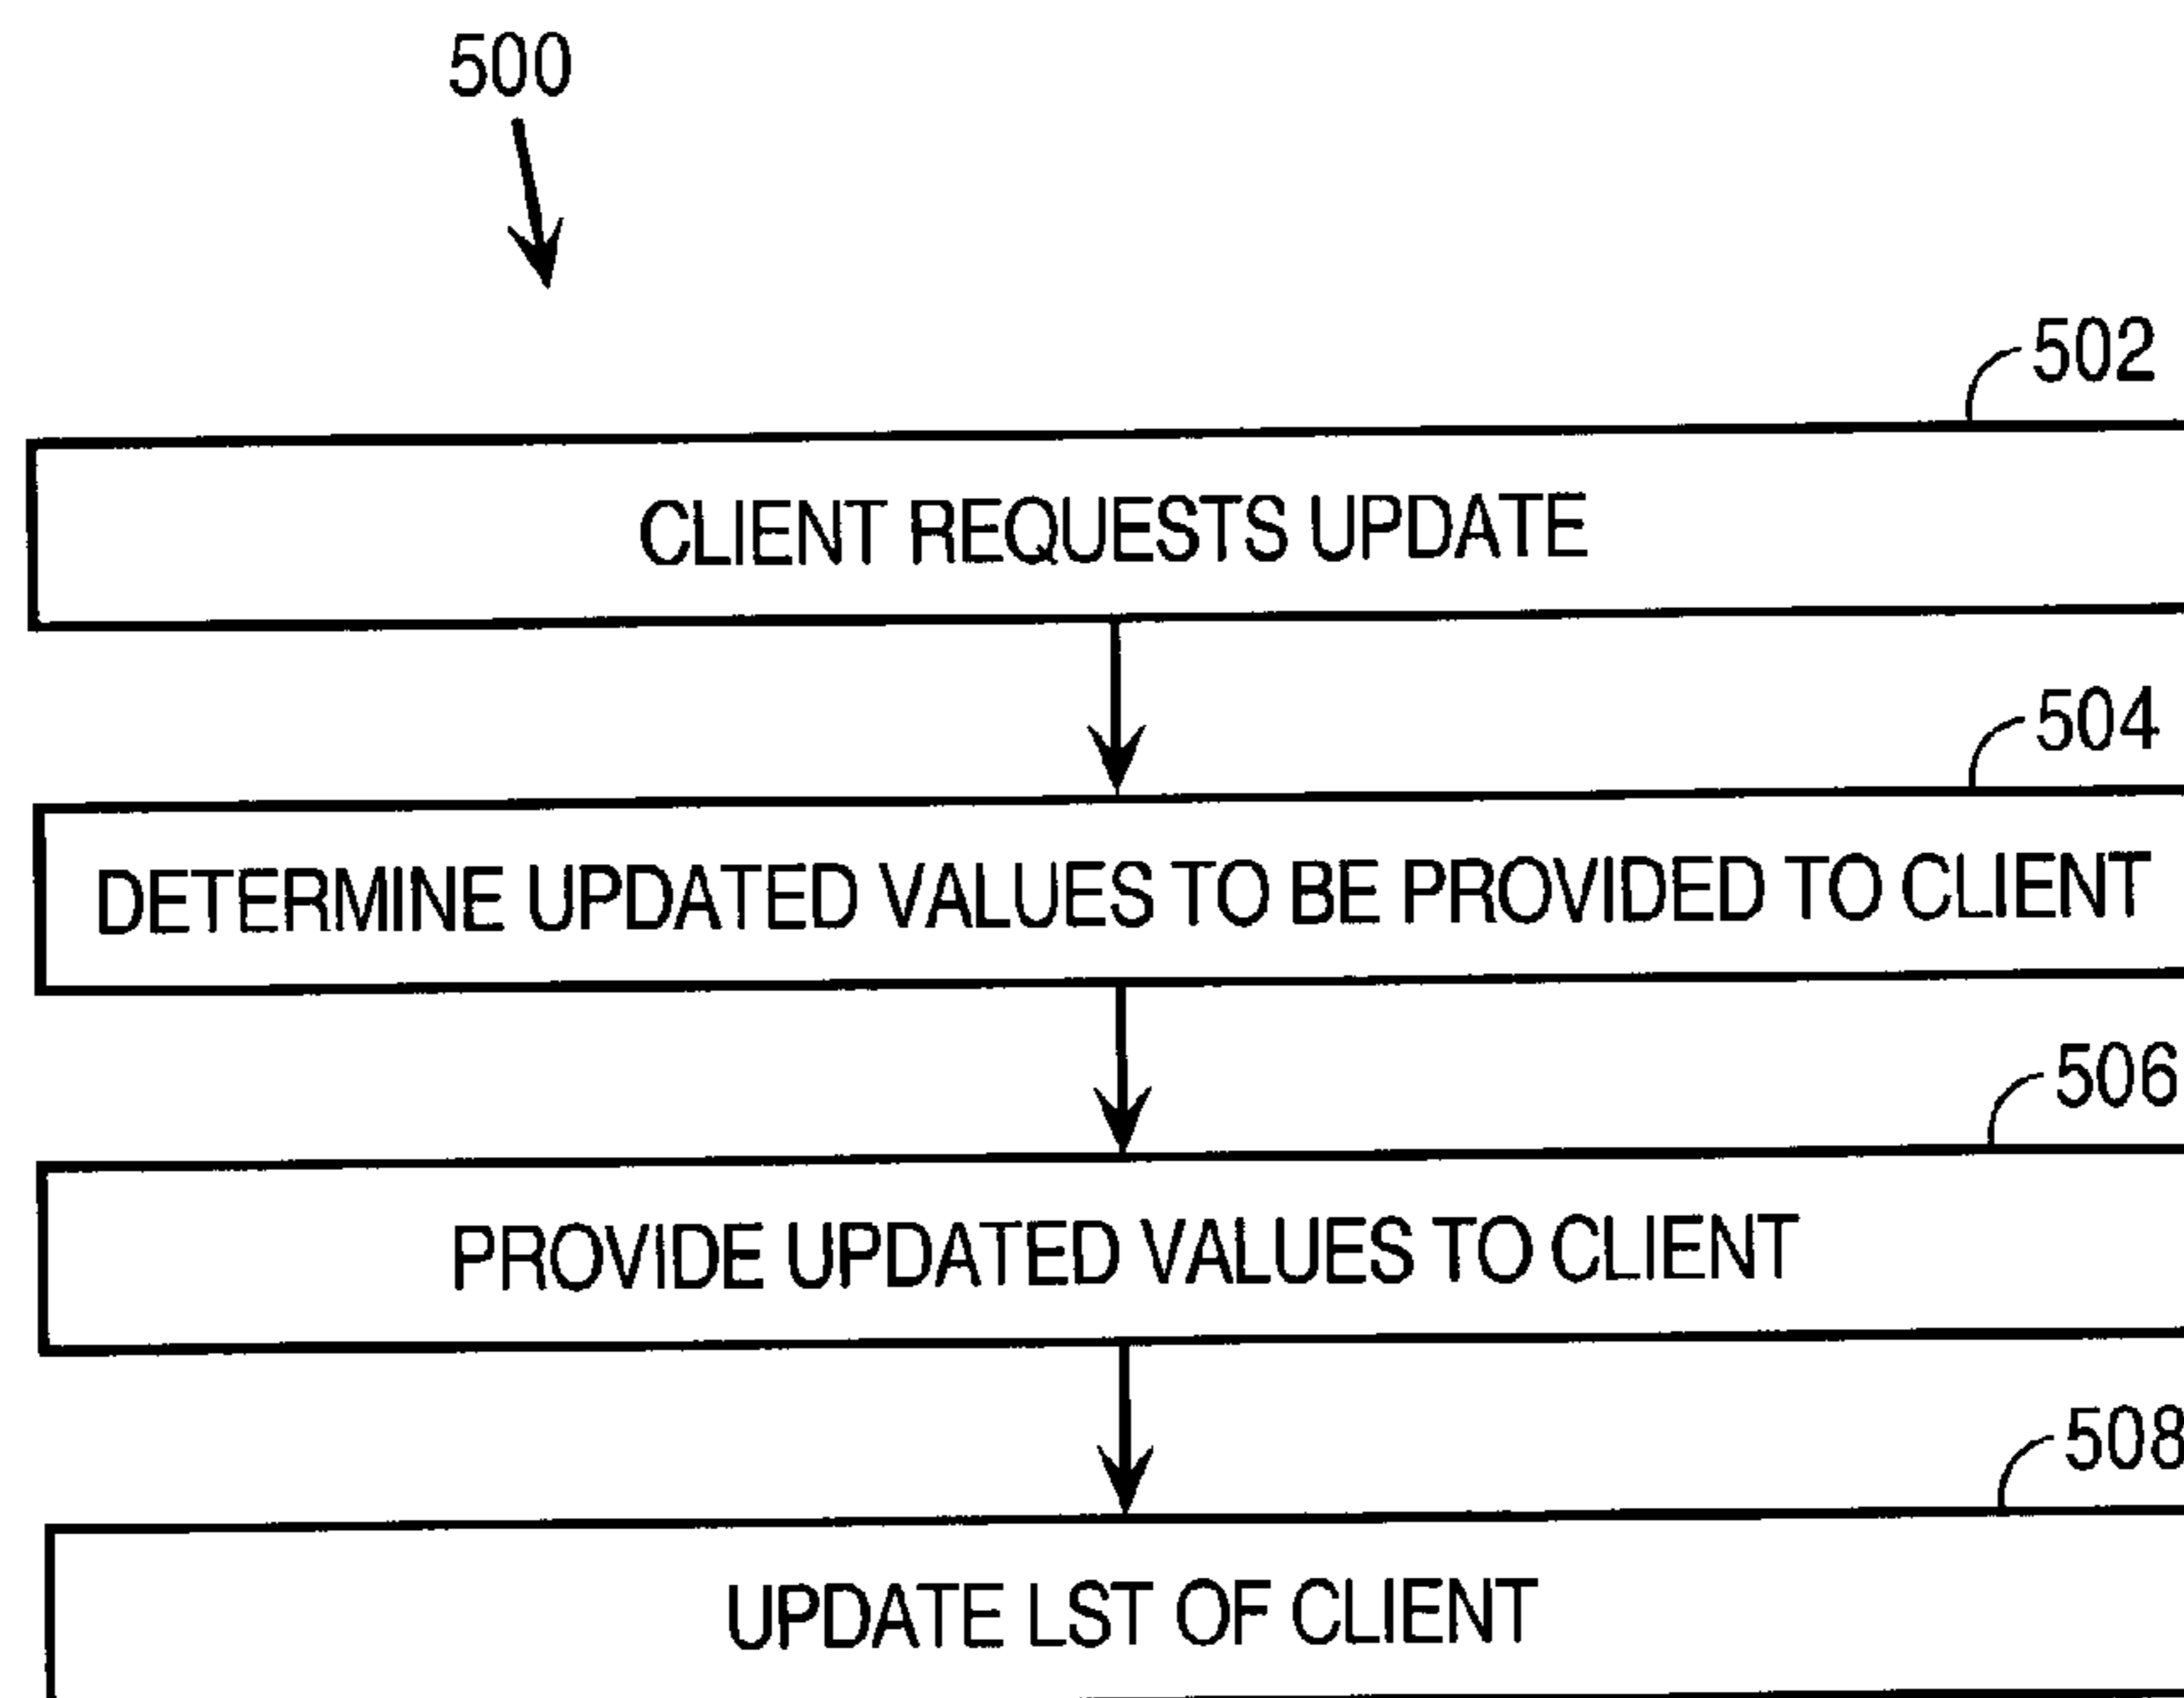 500
502
CLIENT REQUESTS UPDATE
504
DETERMINE UPDATED VALUES TO BE PROVIDED TO CLIENT
506
PROVIDE UPDATED VALUES TO CLIENT
508
UPDATE LST OF CLIENT